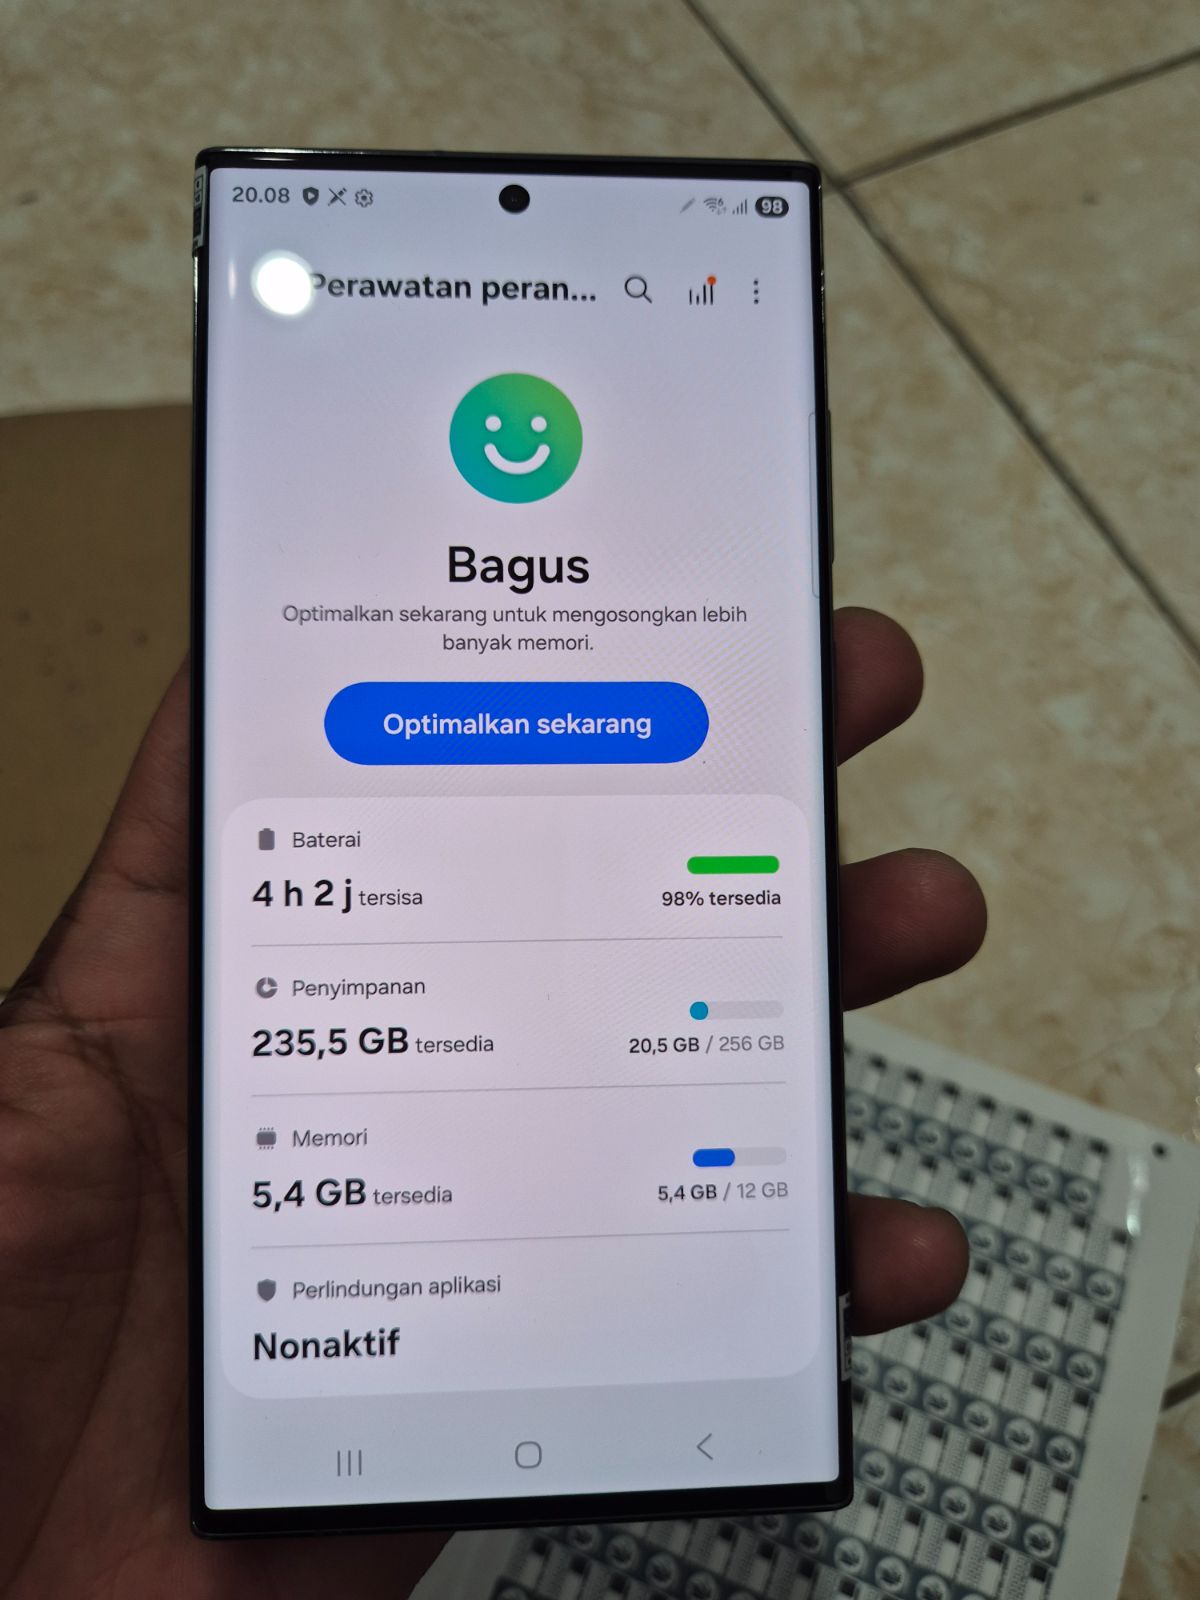 20.08
98
Perawatan peran...
Bagus
Optimalkan sekarang untuk mengosongkan lebih
banyak memori.
Optimalkan sekarang
Baterai
4 h 2 j tersisa
98% tersedia
Penyimpanan
235,5 GB tersedia
20,5 GB / 256 GB
Memori
5,4 GB tersedia
5,4 GB / 12 GB
Perlindungan aplikasi
Nonaktif